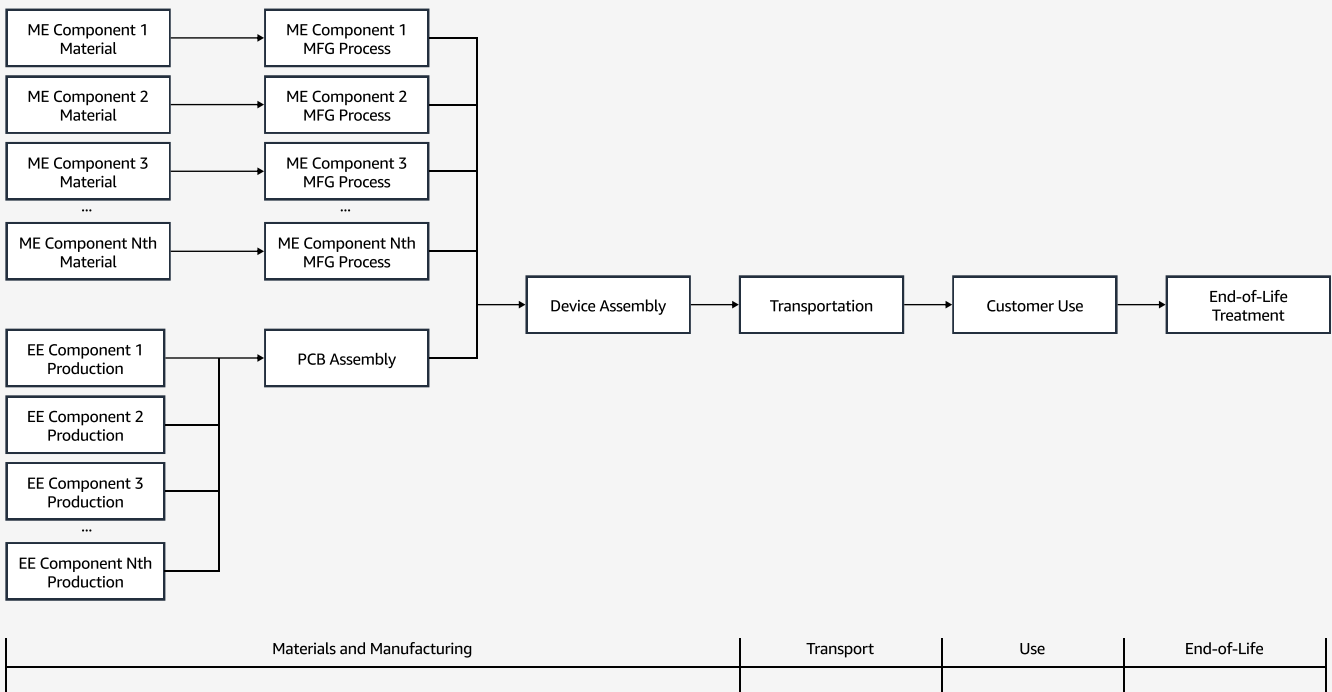 ME Component 1
Material
ME Component 1
MFG Process
ME Component 2
Material
ME Component 2
MFG Process
ME Component 3
Material
ME Component 3
MFG Process
...
...
ME Component Nth
Material
ME Component Nth
MFG Process
Device Assembly
Transportation
Customer Use
End-of-Life
Treatment
EE Component 1
Production
PCB Assembly
EE Component 2
Production
EE Component 3
Production
...
EE Component Nth
Production
Materials and Manufacturing
Transport
Use
End-of-Life